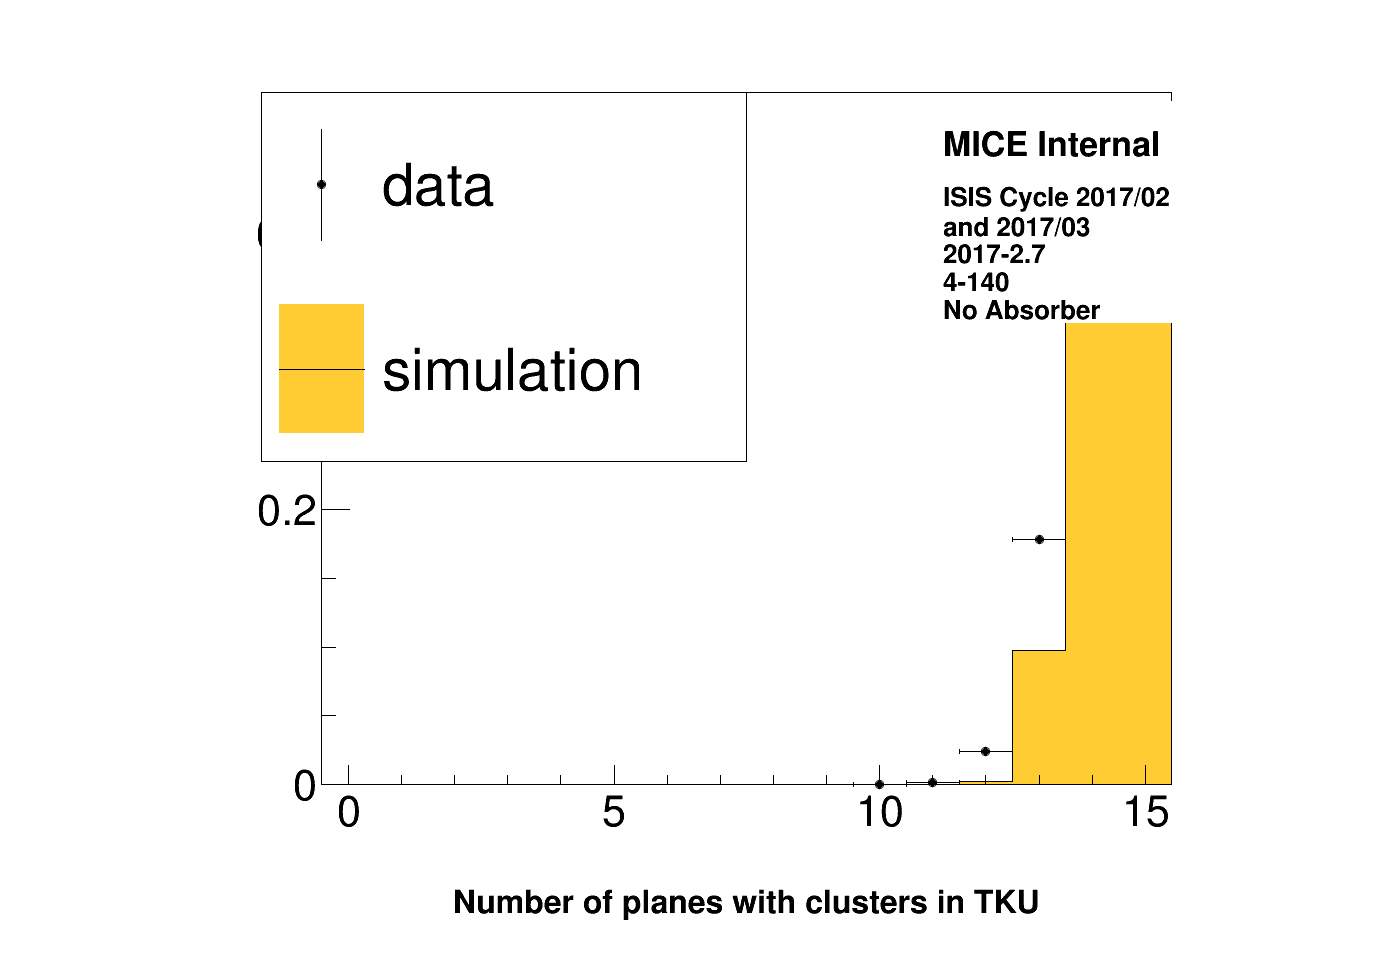 data
simulation
MICE Internal
ISIS Cycle 2017/02
and 2017/03
2017-2.7
4-140
No Absorber
0.2
0
0 5 10 15
Number of planes with clusters in TKU